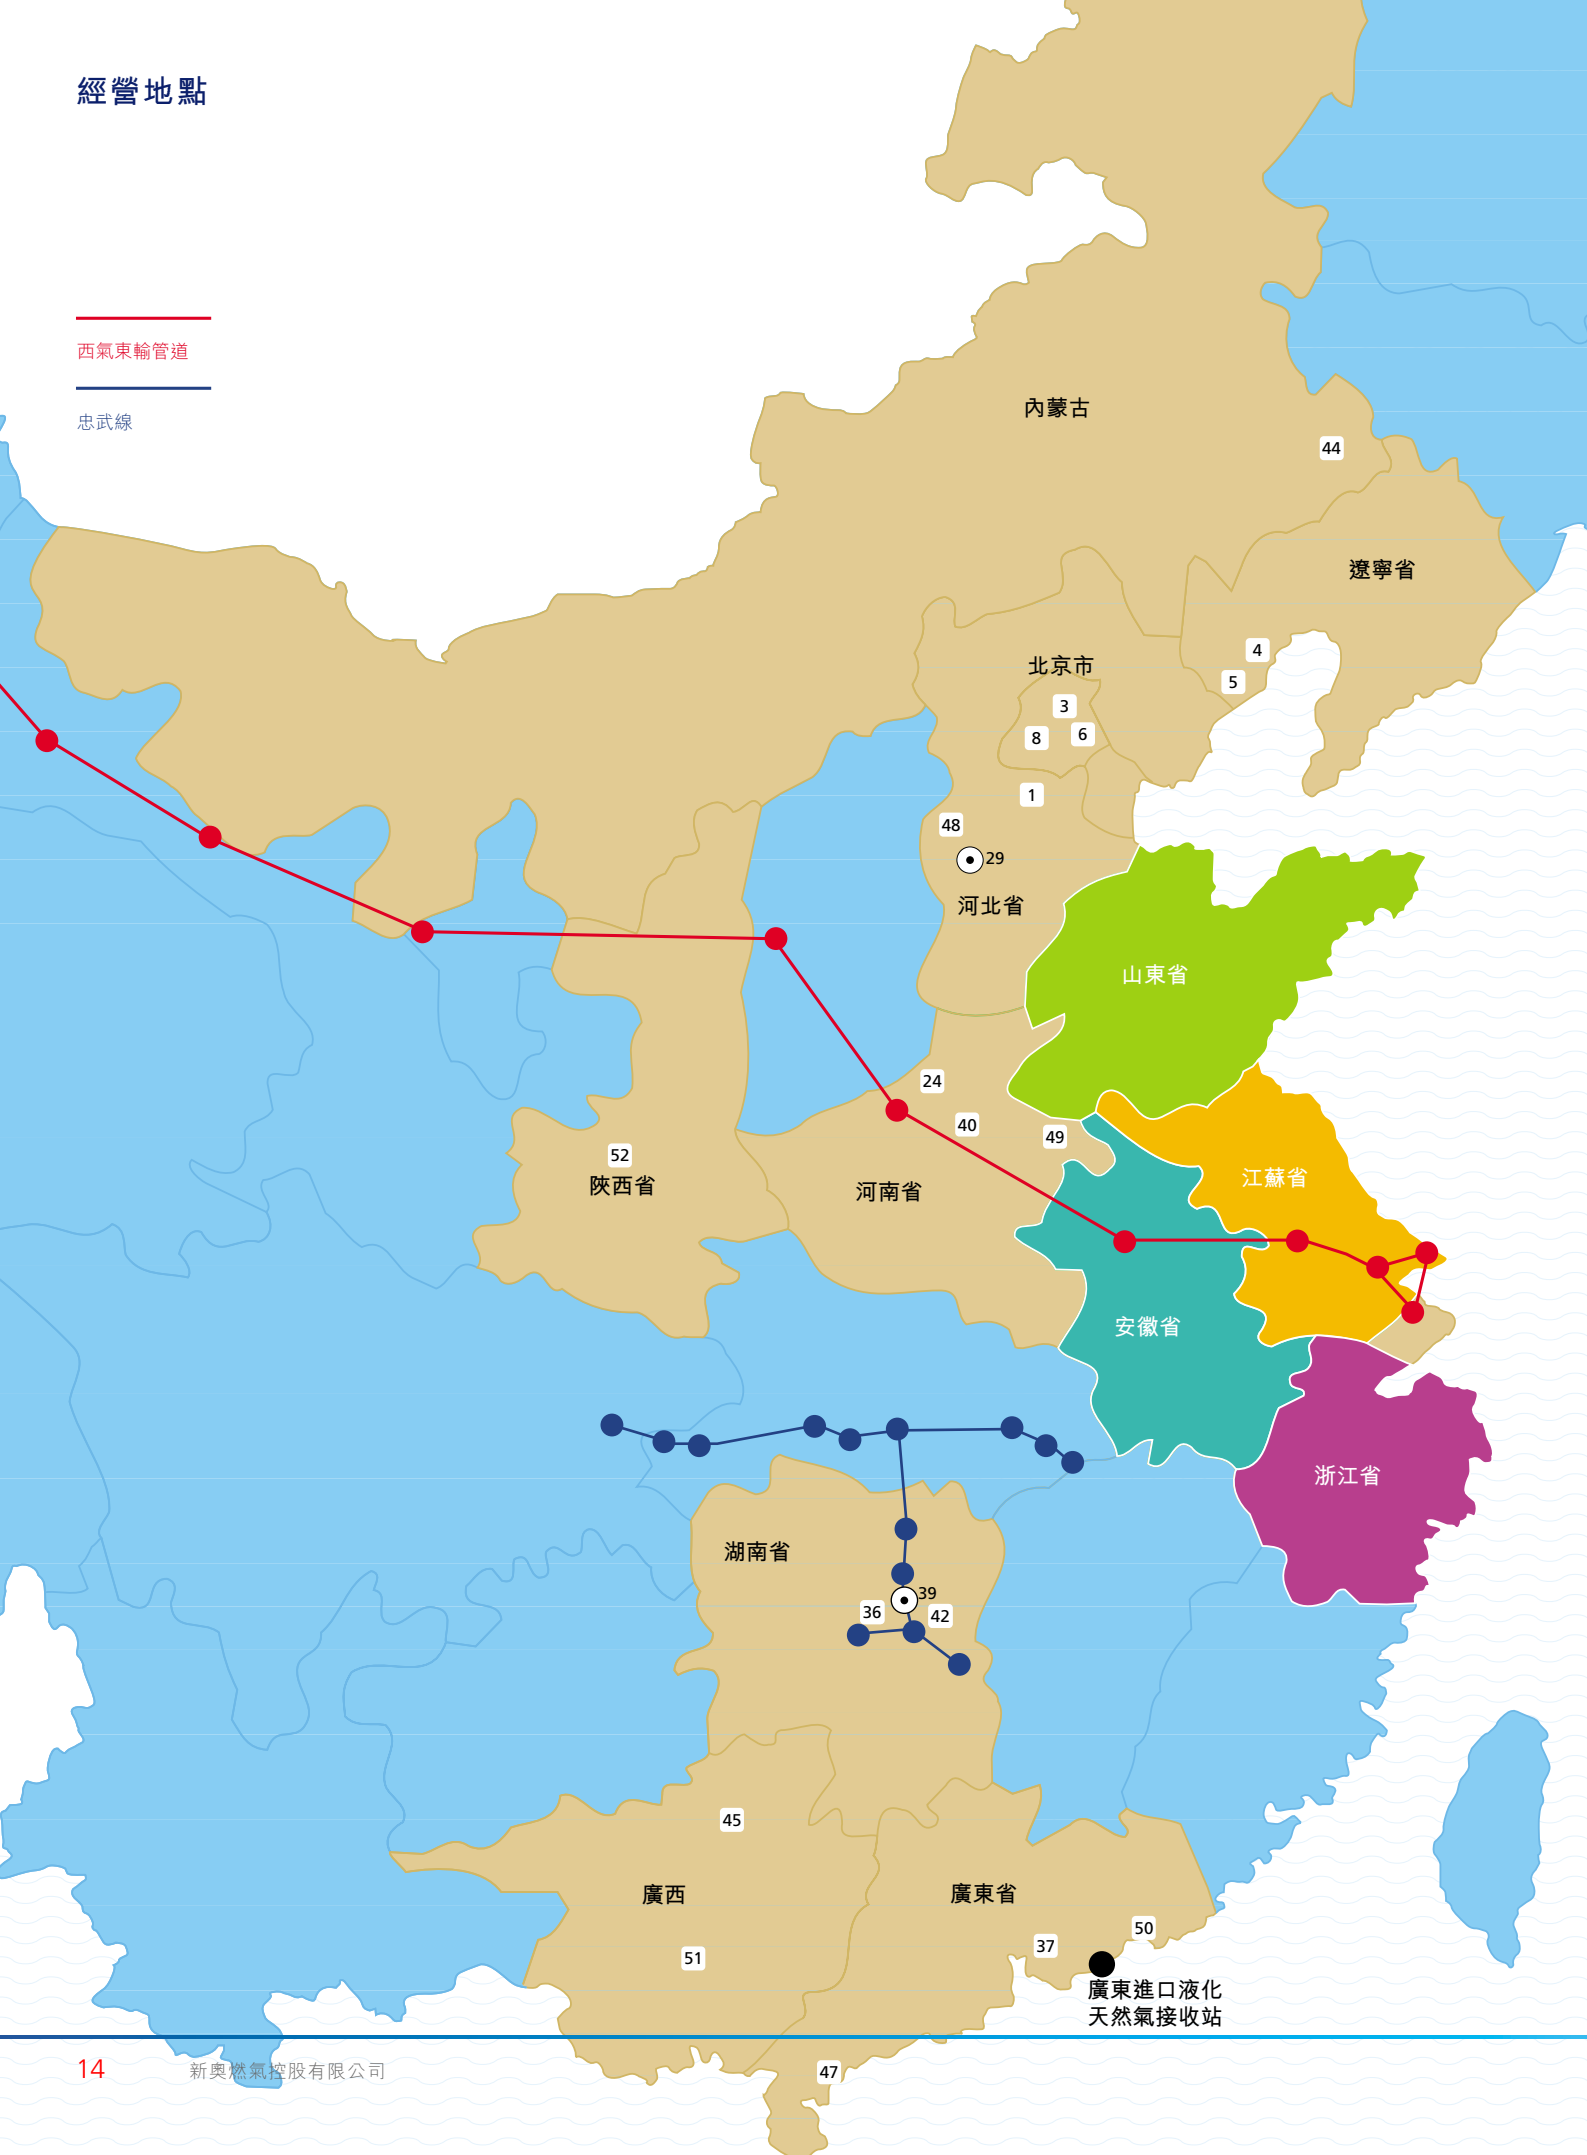 經營地點
西氣東輸管道
忠武線
內蒙古
44
遼寧省
4
5
北京市
3
8
6
1
48
29
河北省
山東省
24
40
49
52
陝西省
河南省
江蘇省
安徽省
浙江省
湖南省
39
36
42
45
廣西
廣東省
50
37
51
廣東進口液化
天然氣接收站
47
14
新奧燃氣控股有限公司